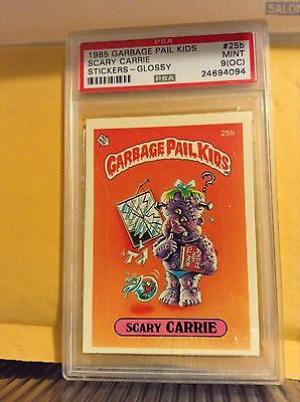 SALON
PSA
1985 GARBAGE PAIL KIDS #25b
SCARY CARRIE MINT
STICKERS-GLOSSY 9(OC)
PSA 24694094
25b
GARBAGE PAIL KIDS
?
SCARY CARRIE